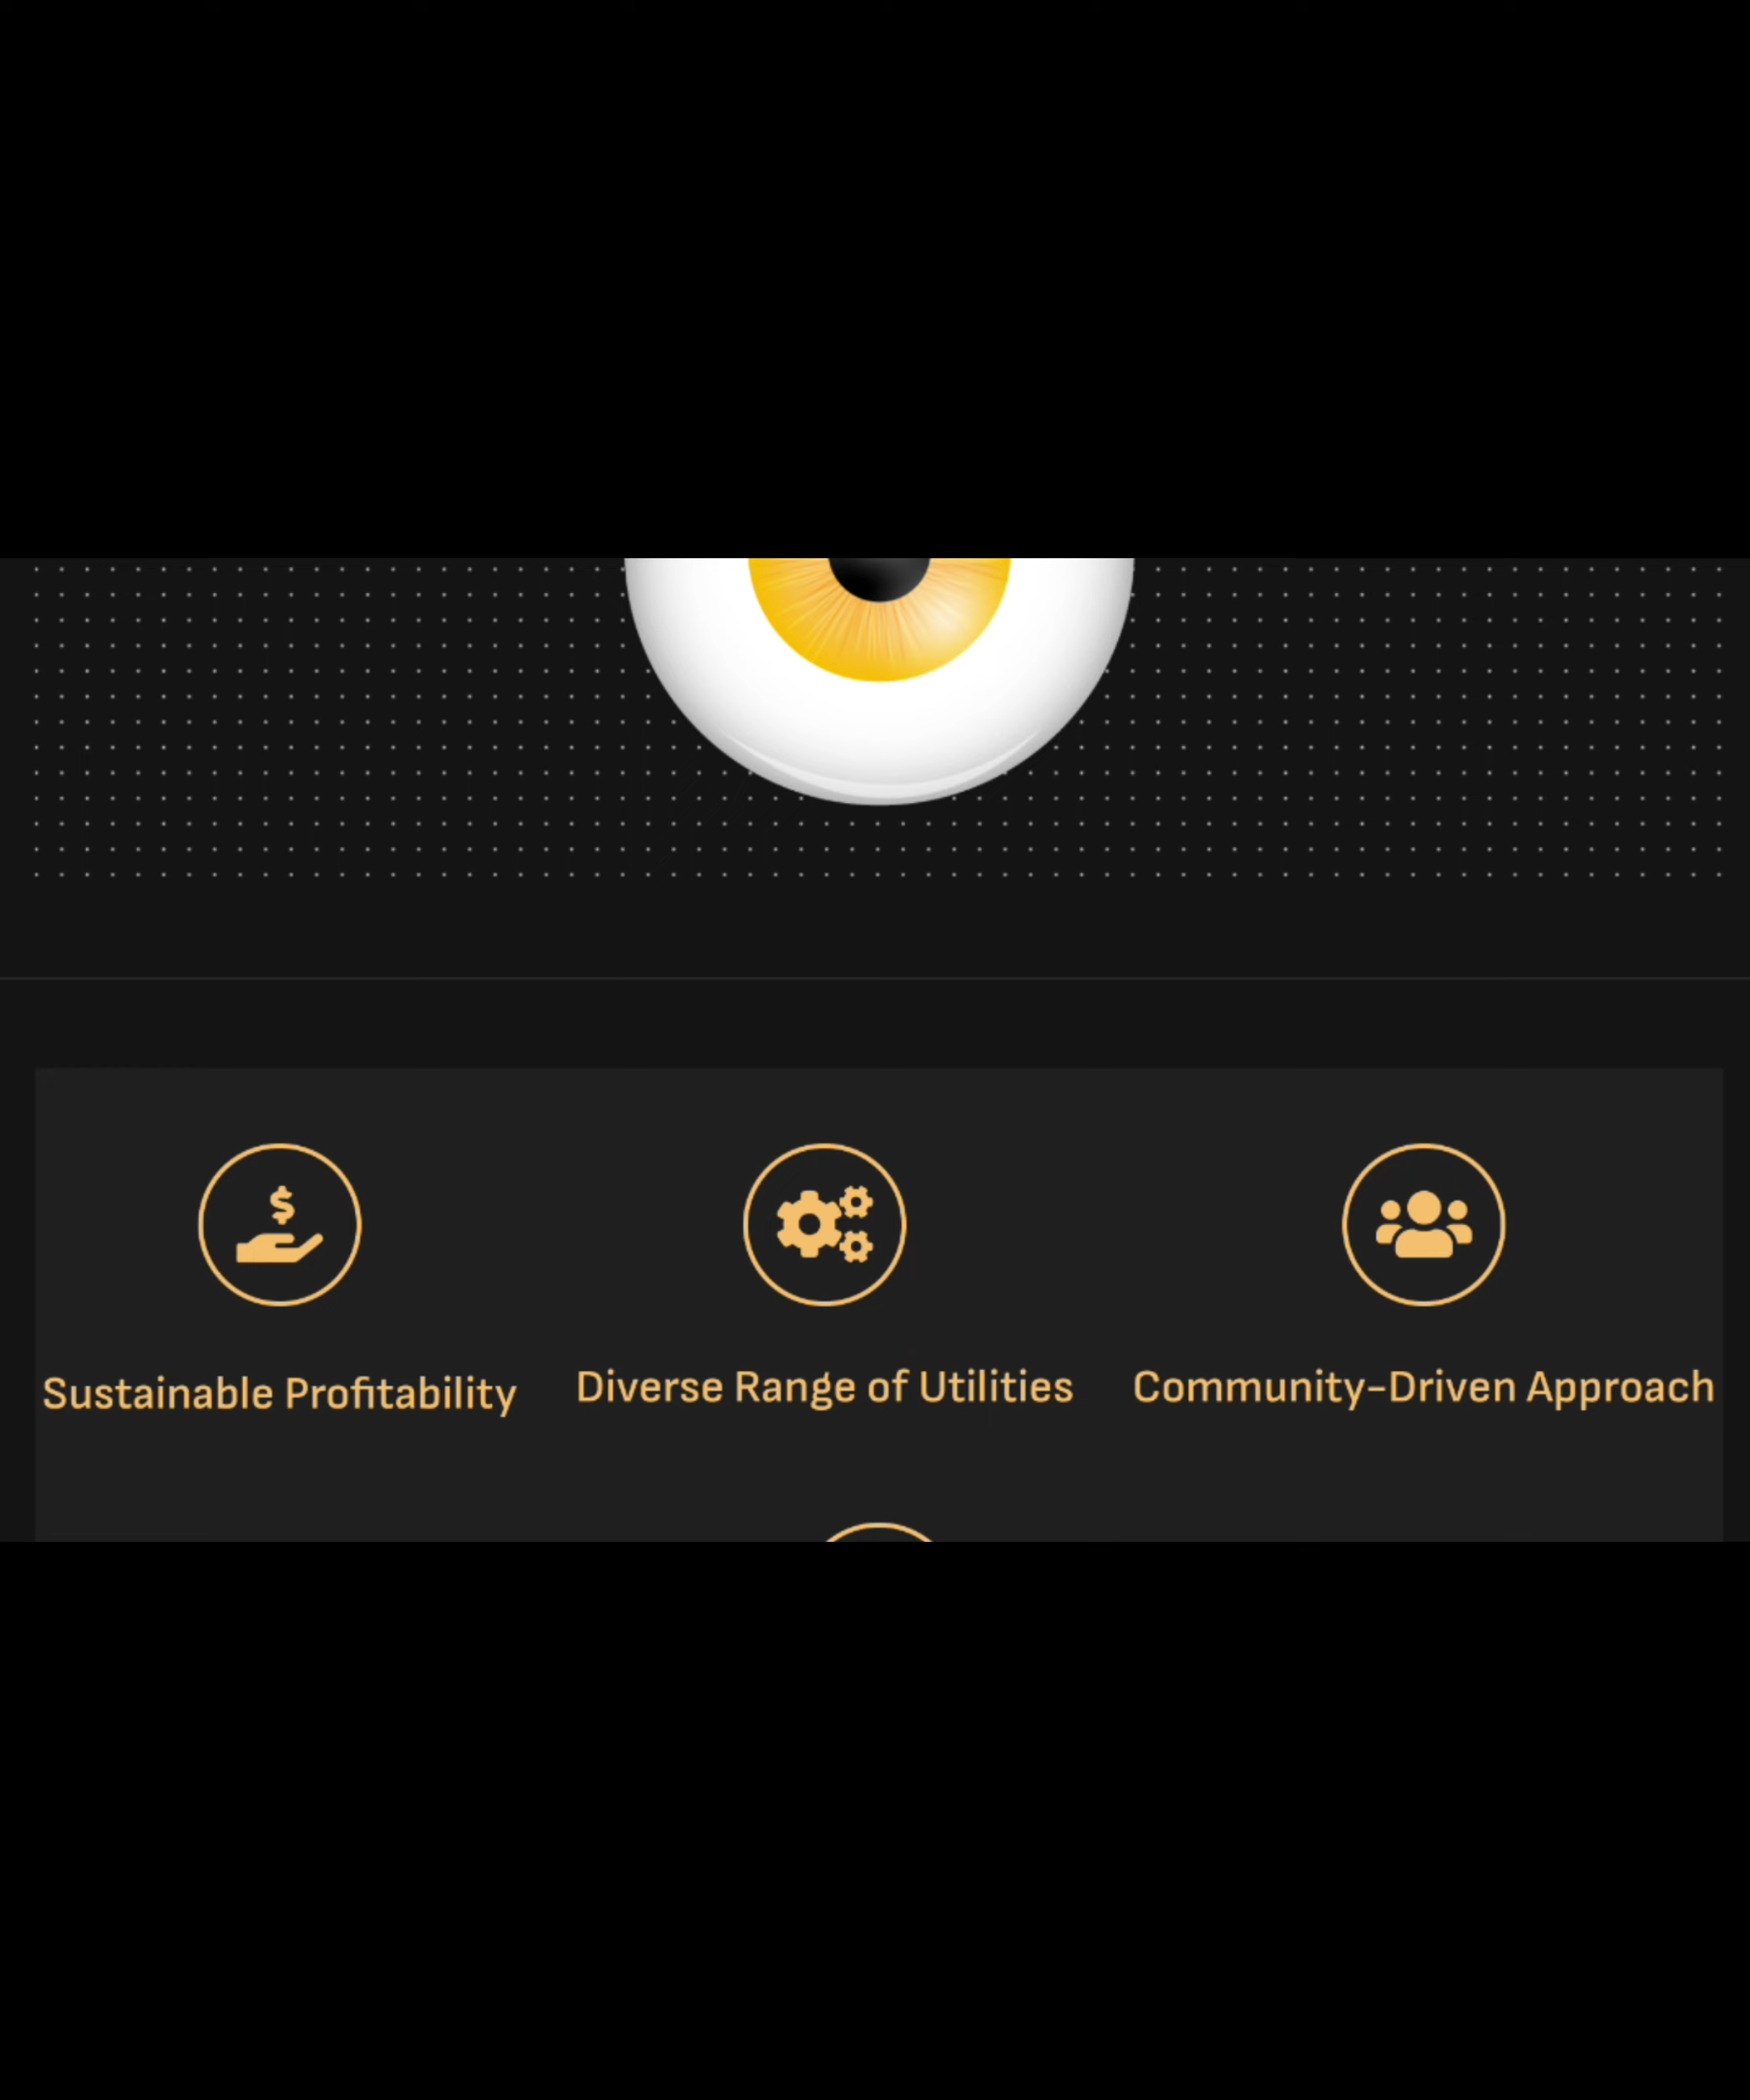 Sustainable Profitability
Diverse Range of Utilities
Community-Driven Approach